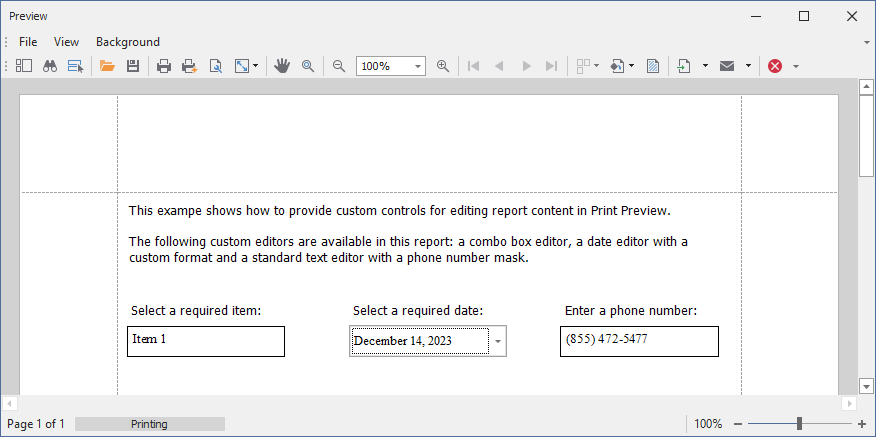 Preview
File View Background
100%
This exampe shows how to provide custom controls for editing report content in Print Preview.
The following custom editors are available in this report: a combo box editor, a date editor with a
custom format and a standard text editor with a phone number mask.
Select a required item: Select a required date: Enter a phone number:
Item 1 December 14, 2023 (855) 472-5477
Page 1 of 1 Printing 100%